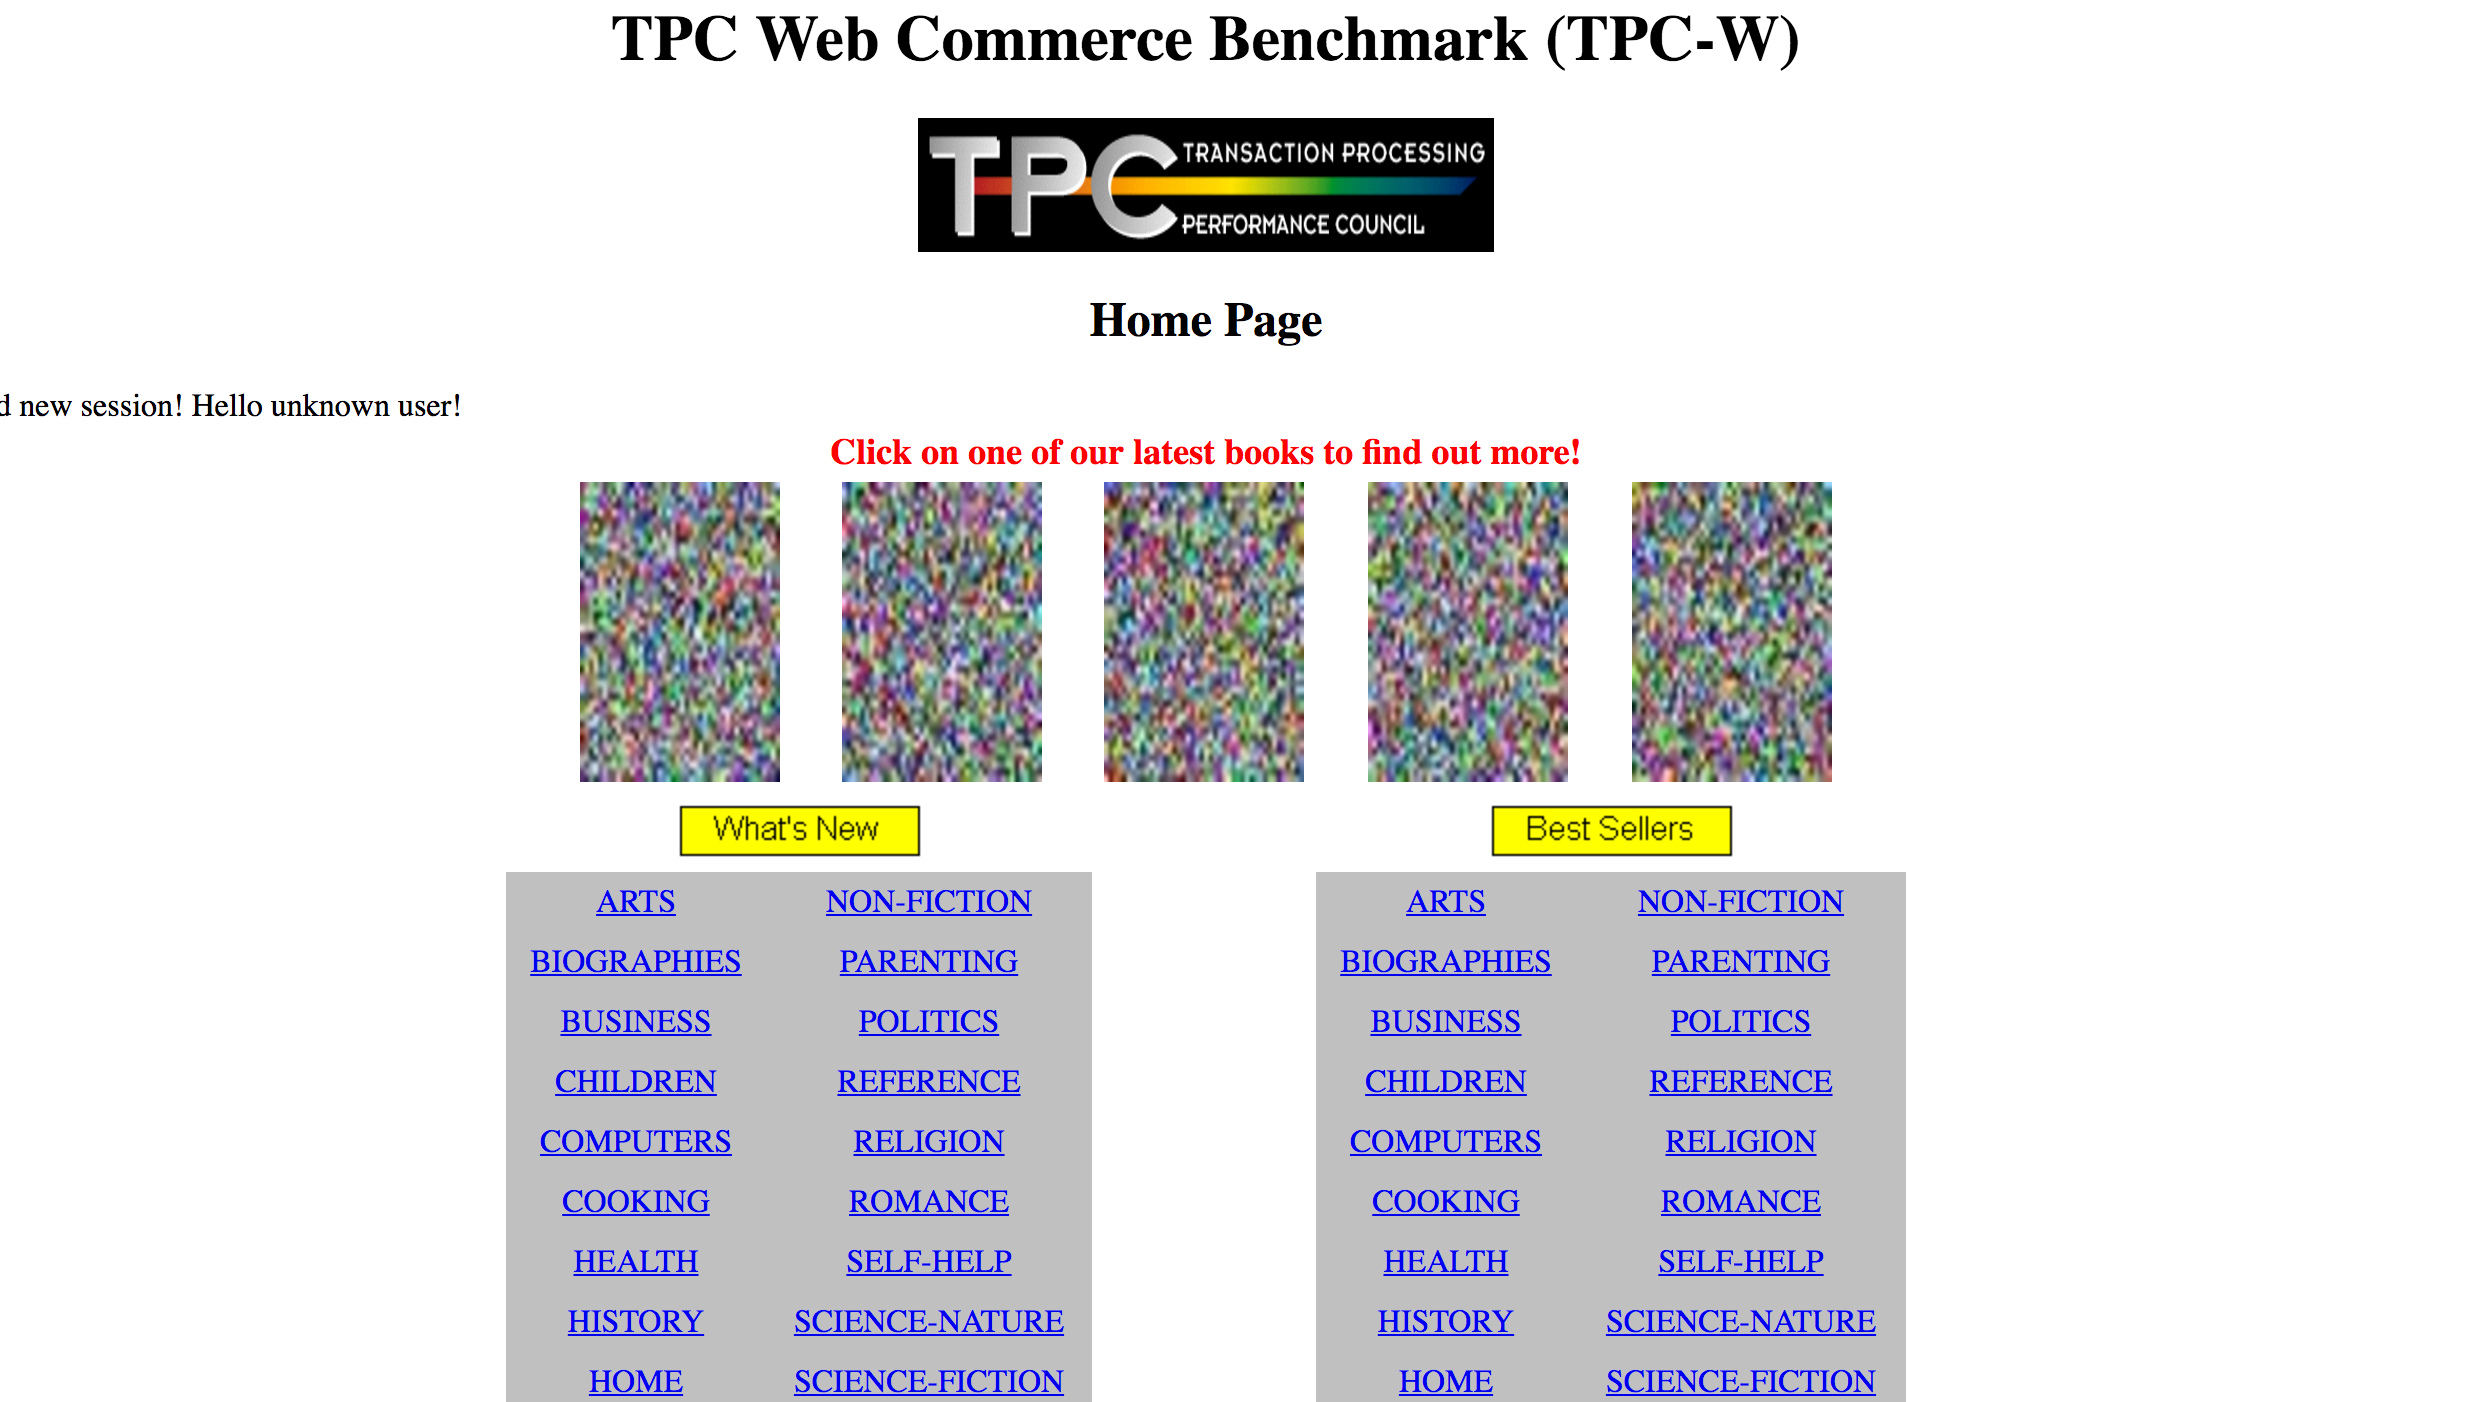 TPC Web Commerce Benchmark (TPC-W)
TPC TRANSACTION PROCESSING
PERFORMANCE COUNCIL
Home Page
d new session! Hello unknown user!
Click on one of our latest books to find out more!
What's New Best Sellers
ARTS NON-FICTION ARTS NON-FICTION
BIOGRAPHIES PARENTING BIOGRAPHIES PARENTING
BUSINESS POLITICS BUSINESS POLITICS
CHILDREN REFERENCE CHILDREN REFERENCE
COMPUTERS RELIGION COMPUTERS RELIGION
COOKING ROMANCE COOKING ROMANCE
HEALTH SELF-HELP HEALTH SELF-HELP
HISTORY SCIENCE-NATURE HISTORY SCIENCE-NATURE
HOME SCIENCE-FICTION HOME SCIENCE-FICTION